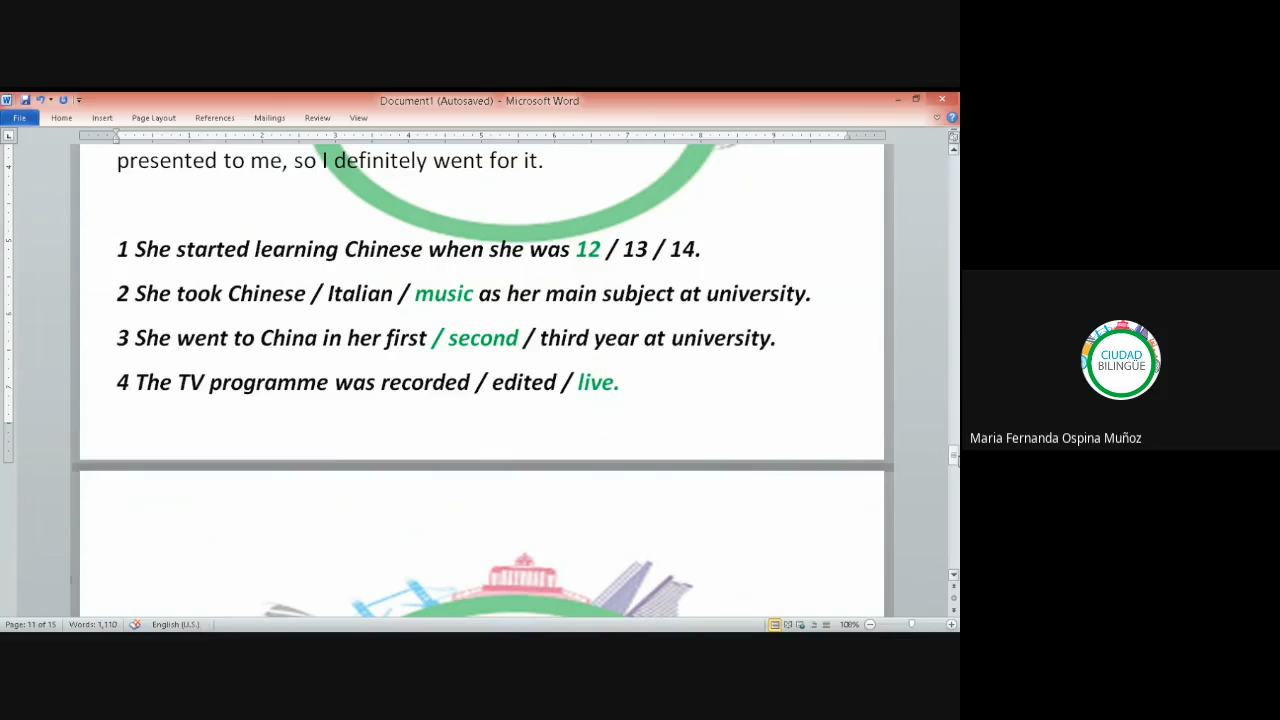 Document1 (Autosaved) - Microsoft Word
File Home Insert Page Layout References Mailings Review View
presented to me, so I definitely went for it.
1 She started learning Chinese when she was 12 / 13 / 14.
2 She took Chinese / Italian / music as her main subject at university.
3 She went to China in her first / second / third year at university.
4 The TV programme was recorded / edited / live.
Page: 11 of 15 Words: 1,110 English (U.S.) 108%
CIUDAD
BILINGÜE
Maria Fernanda Ospina Muñoz